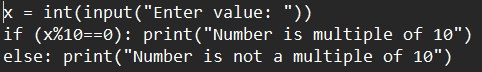 x = int(input("Enter value: "))
if (x%10==0): print("Number is multiple of 10")
else: print("Number is not a multiple of 10")